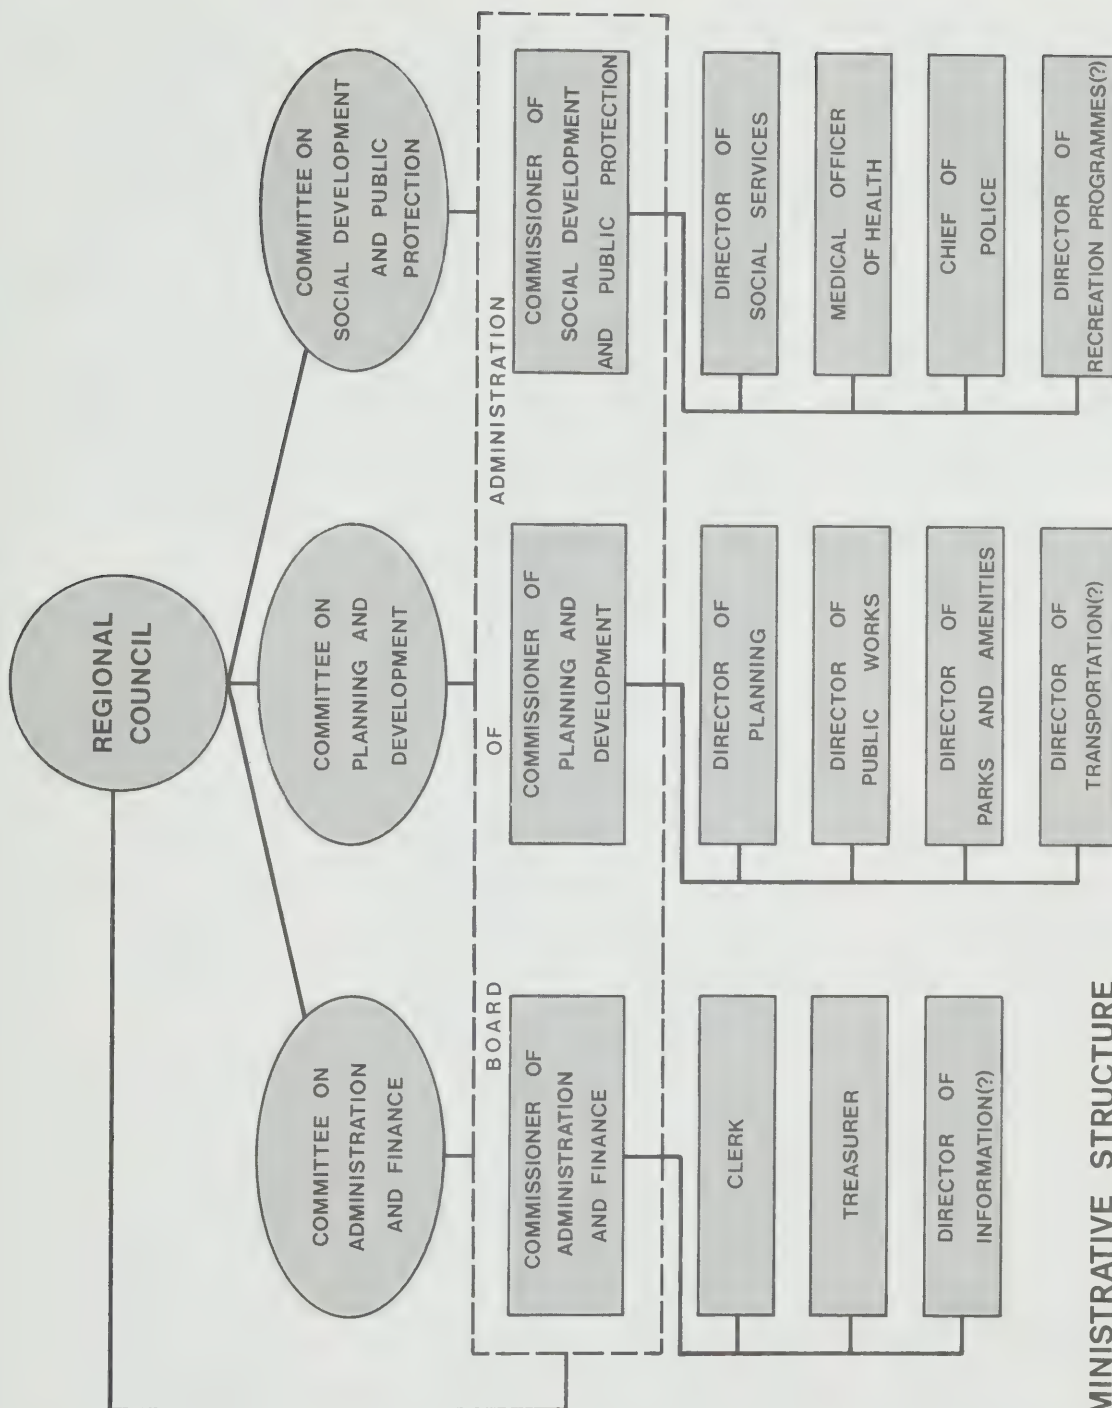 REGIONAL
COUNCIL
COMMITTEE ON
ADMINISTRATION
AND FINANCE
COMMITTEE ON
PLANNING AND
DEVELOPMENT
COMMITTEE ON
SOCIAL DEVELOPMENT
AND PUBLIC
PROTECTION
BOARD OF ADMINISTRATION
COMMISSIONER OF
ADMINISTRATION
AND FINANCE
COMMISSIONER OF
PLANNING AND
DEVELOPMENT
COMMISSIONER OF
SOCIAL DEVELOPMENT
AND PUBLIC PROTECTION
CLERK
TREASURER
DIRECTOR OF
INFORMATION(?)
DIRECTOR OF
PLANNING
DIRECTOR OF
PUBLIC WORKS
DIRECTOR OF
PARKS AND AMENITIES
DIRECTOR OF
TRANSPORTATION(?)
DIRECTOR OF
SOCIAL SERVICES
MEDICAL OFFICER
OF HEALTH
CHIEF OF
POLICE
DIRECTOR OF
RECREATION PROGRAMMES(?)
MINISTRATIVE STRUCTURE